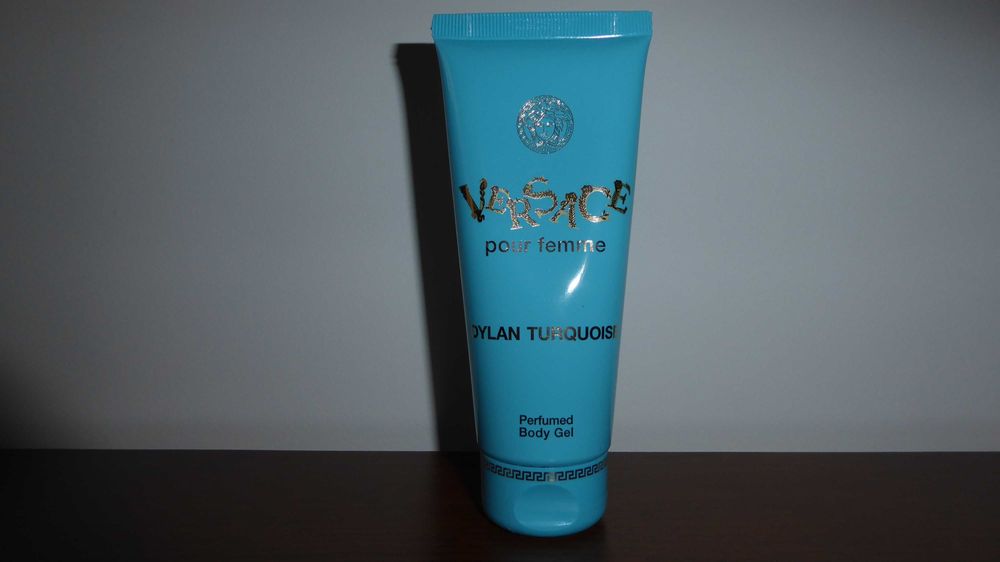 VERSACE
pour femme
DYLAN TURQUOISE
Perfumed
Body Gel